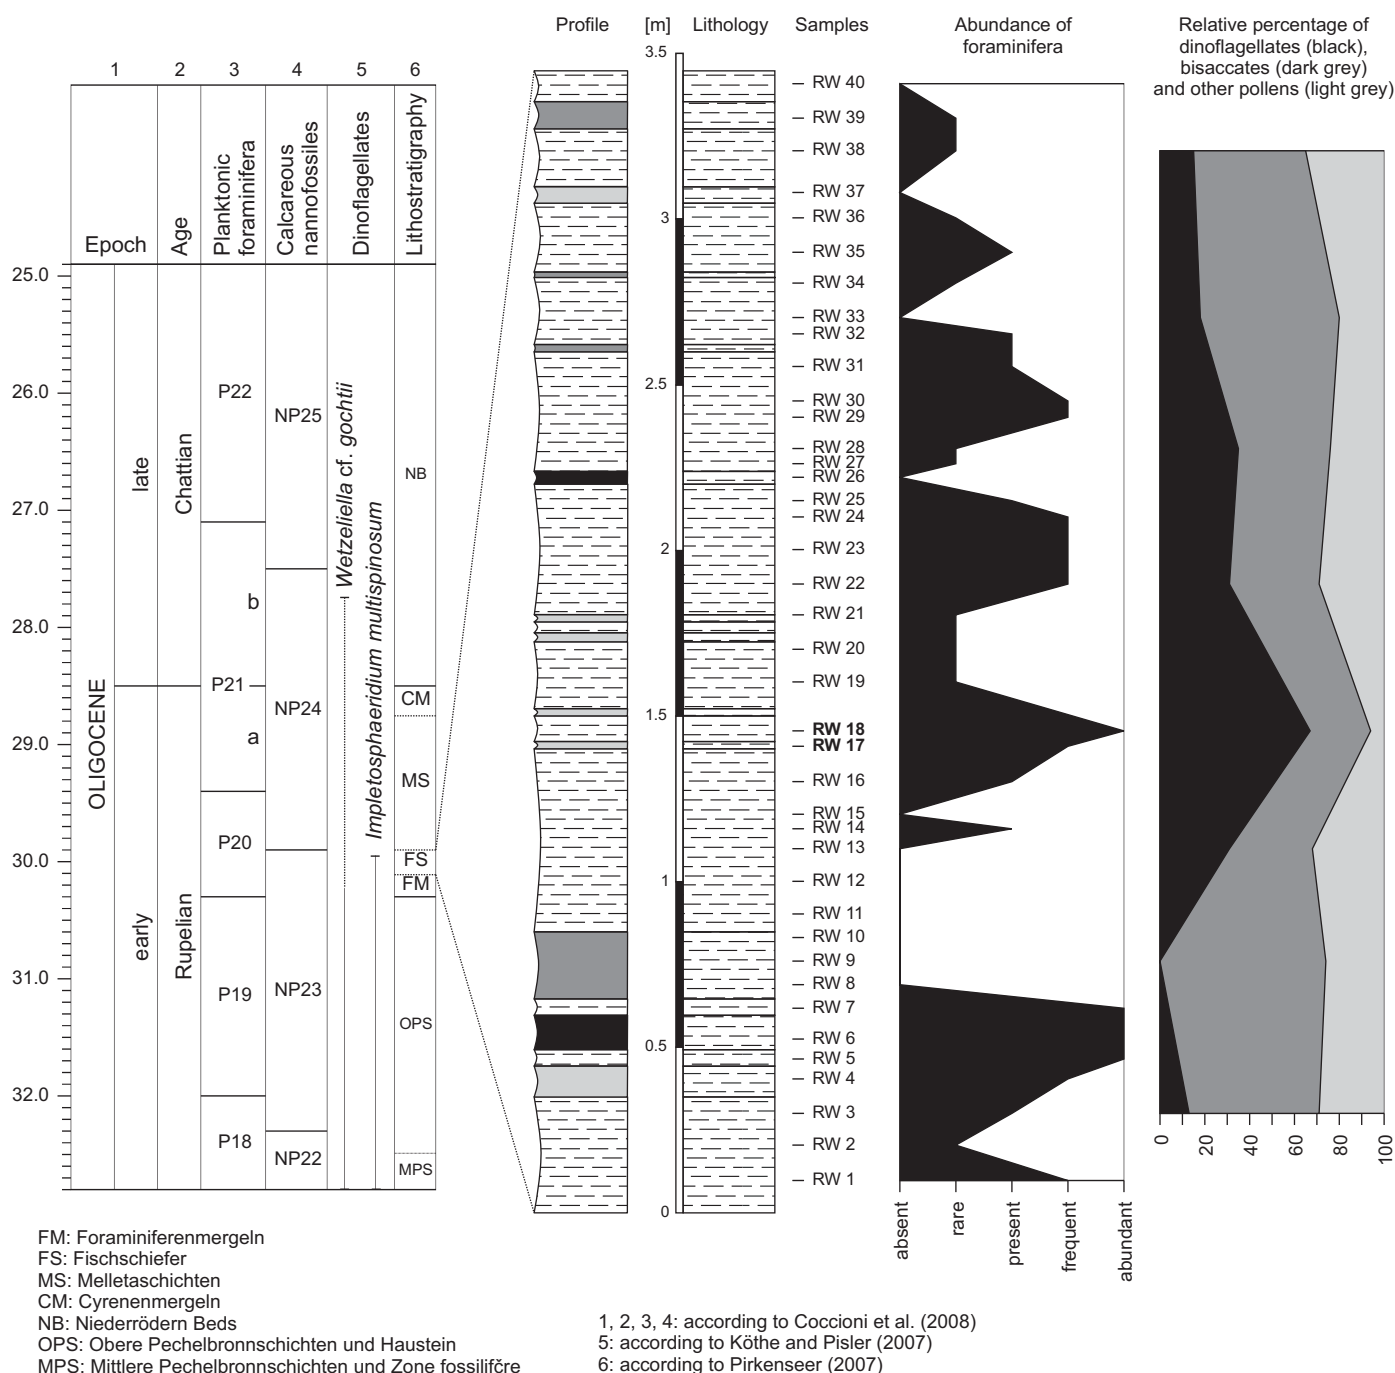 Profile [m] Lithology Samples
Abundance of
foraminifera
Relative percentage of
dinoflagellates (black),
bisaccates (dark grey)
and other pollens (light grey)
1 2 3 4 5 6
Epoch
Age
Planktonic
foraminifera
Calcareous
nannofossiles
Dinoflagellates
Lithostratigraphy
25.0
26.0
27.0
28.0
29.0
30.0
31.0
32.0
OLIGOCENE
late
early
Chattian
Rupelian
P22
b
P21
a
P20
P19
P18
NP25
NP24
NP23
NP22
Wetzeliella cf. gochtii
Impletosphaeridium multispinosum
NB
CM
MS
FS
FM
OPS
MPS
3.5
3
2.5
2
1.5
1
0.5
0
RW 40
RW 39
RW 38
RW 37
RW 36
RW 35
RW 34
RW 33
RW 32
RW 31
RW 30
RW 29
RW 28
RW 27
RW 26
RW 25
RW 24
RW 23
RW 22
RW 21
RW 20
RW 19
RW 18
RW 17
RW 16
RW 15
RW 14
RW 13
RW 12
RW 11
RW 10
RW 9
RW 8
RW 7
RW 6
RW 5
RW 4
RW 3
RW 2
RW 1
absent
rare
present
frequent
abundant
0
20
40
60
80
100
FM: Foraminiferenmergeln
FS: Fischschiefer
MS: Melletaschichten
CM: Cyrenenmergeln
NB: Niederrödern Beds
OPS: Obere Pechelbronnschichten und Haustein
MPS: Mittlere Pechelbronnschichten und Zone fossilifčre
1, 2, 3, 4: according to Coccioni et al. (2008)
5: according to Köthe and Pisler (2007)
6: according to Pirkenseer (2007)